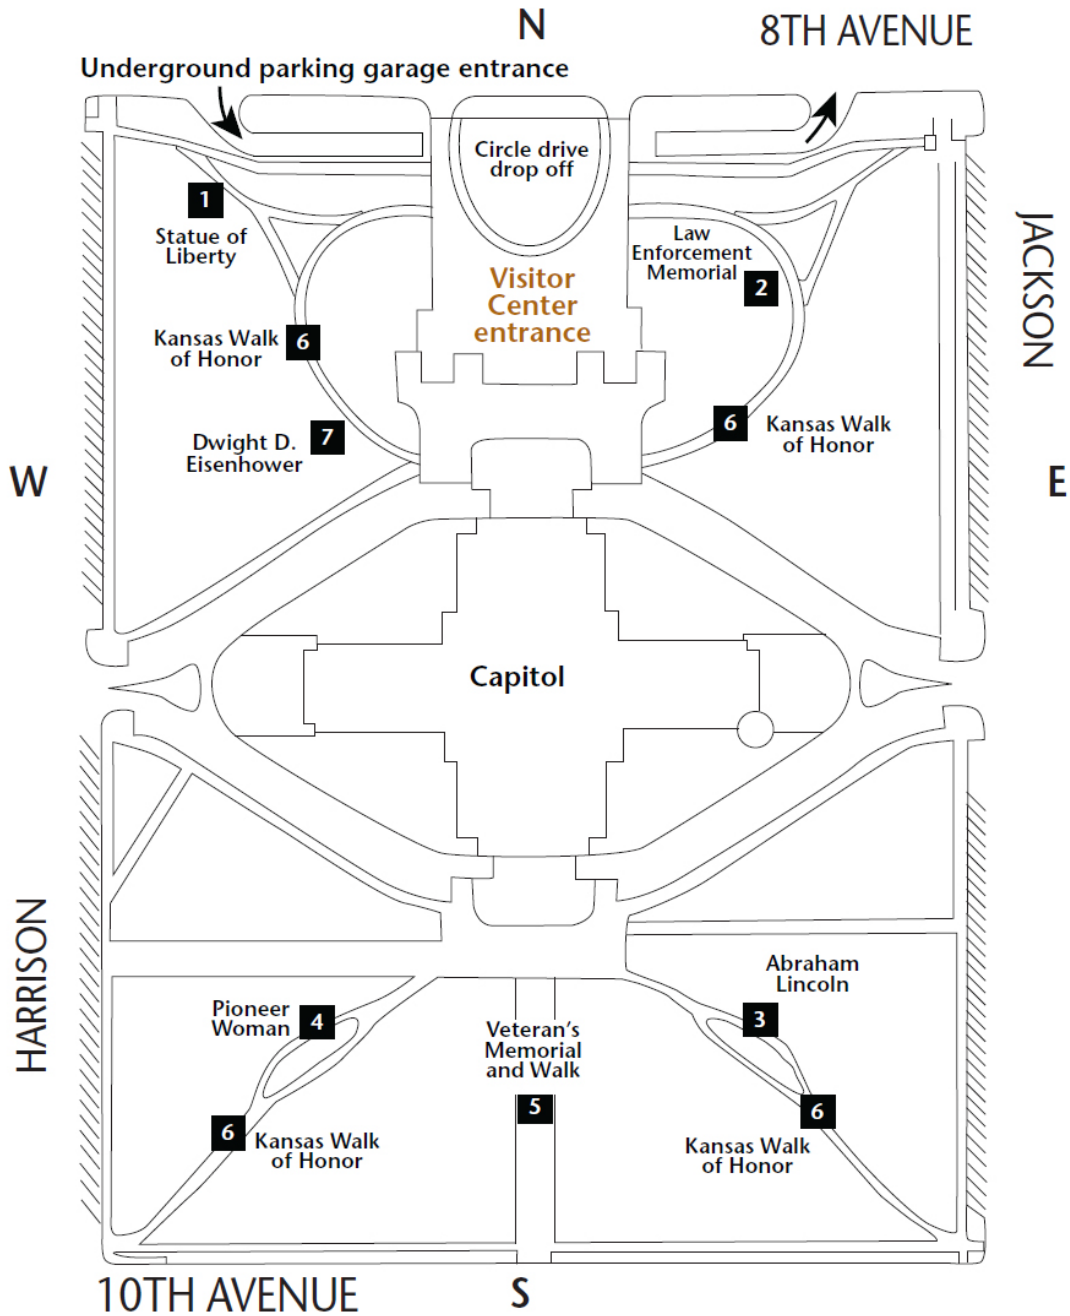 N
8TH AVENUE
Underground parking garage entrance
Circle drive
drop off
1
Statue of
Liberty
Law
Enforcement
Memorial
2
JACKSON
Visitor
Center
entrance
Kansas Walk
of Honor
6
6
Kansas Walk
of Honor
Dwight D.
Eisenhower
7
W
E
Capitol
HARRISON
Abraham
Lincoln
3
Pioneer
Woman
4
Veteran's
Memorial
and Walk
5
6
Kansas Walk
of Honor
6
Kansas Walk
of Honor
10TH AVENUE
S